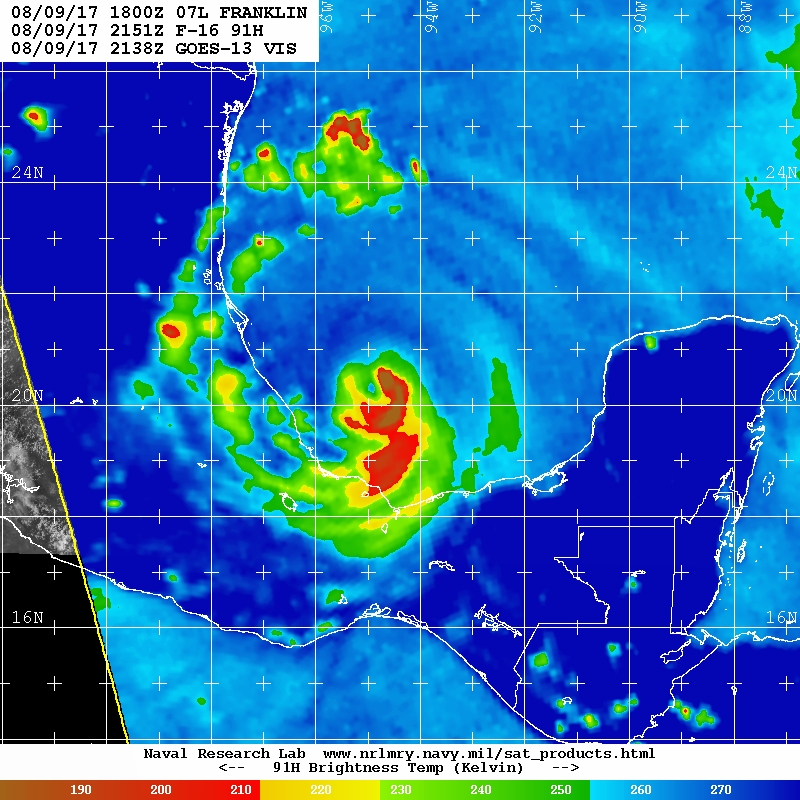 08/09/17 1800Z 07L FRANKLIN
08/09/17 2151Z F-16 91H
08/09/17 2138Z GOES-13 VIS
96W 94W 92W 90W 88W
24N 24N
20N 20N
16N 16N
Naval Research Lab www.nrlmry.navy.mil/sat_products.html
<-- 91H Brightness Temp (Kelvin) -->
190 200 210 220 230 240 250 260 270